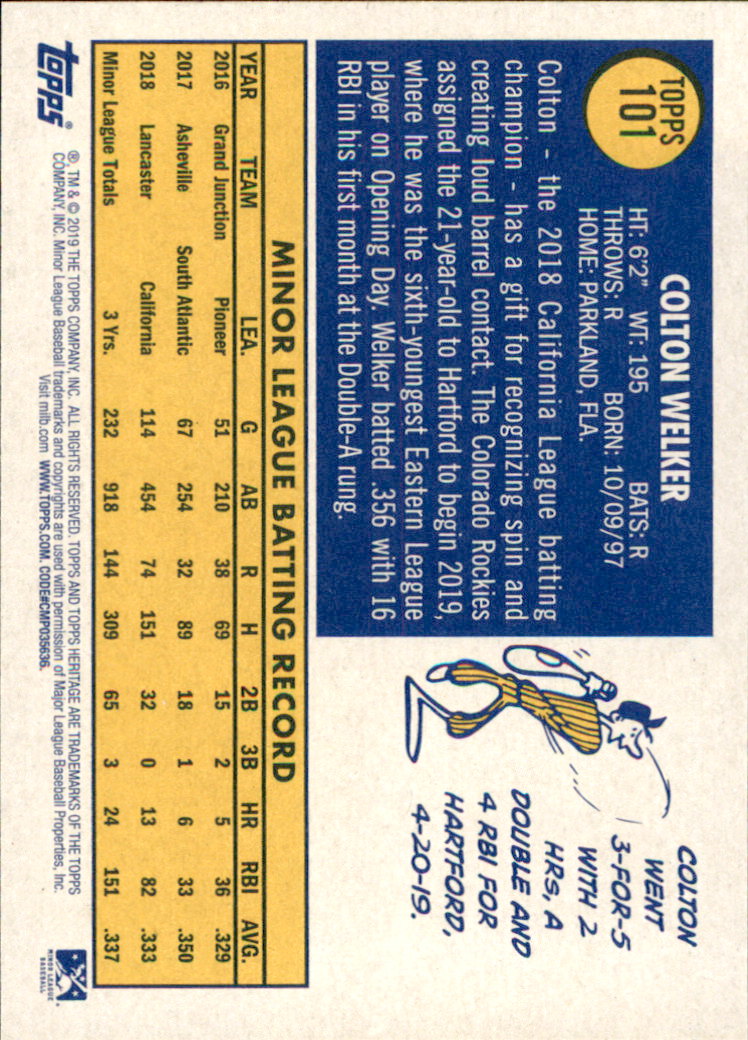 TOPPS
101
COLTON WELKER
HT: 6'2" WT: 195 BATS: R
THROWS: R BORN: 10/09/97
HOME: PARKLAND, FLA.
Colton - the 2018 California League batting
champion - has a gift for recognizing spin and
creating loud barrel contact. The Colorado Rockies
assigned the 21-year-old to Hartford to begin 2019,
where he was the sixth-youngest Eastern League
player on Opening Day. Welker batted .356 with 16
RBI in his first month at the Double-A rung.
COLTON
WENT
3-FOR-5
WITH 2
HRs, A
DOUBLE AND
4 RBI FOR
HARTFORD,
4-20-19.
MINOR LEAGUE BATTING RECORD
YEAR TEAM LEA. G AB R H 2B 3B HR RBI AVG.
2016 Grand Junction Pioneer 51 210 38 69 15 2 5 36 .329
2017 Asheville South Atlantic 67 254 32 89 18 1 6 33 .350
2018 Lancaster California 114 454 74 151 32 0 13 82 .333
Minor League Totals 3 Yrs. 232 918 144 309 65 3 24 151 .337
topps®
® TM & © 2019 THE TOPPS COMPANY, INC. ALL RIGHTS RESERVED. TOPPS AND TOPPS HERITAGE ARE TRADEMARKS OF THE TOPPS
COMPANY, INC. Minor League Baseball trademarks and copyrights are used with permission of Major League Baseball Properties, Inc.
Visit milb.com WWW.TOPPS.COM. CODE#CMP035636.
MINOR LEAGUE
BASEBALL